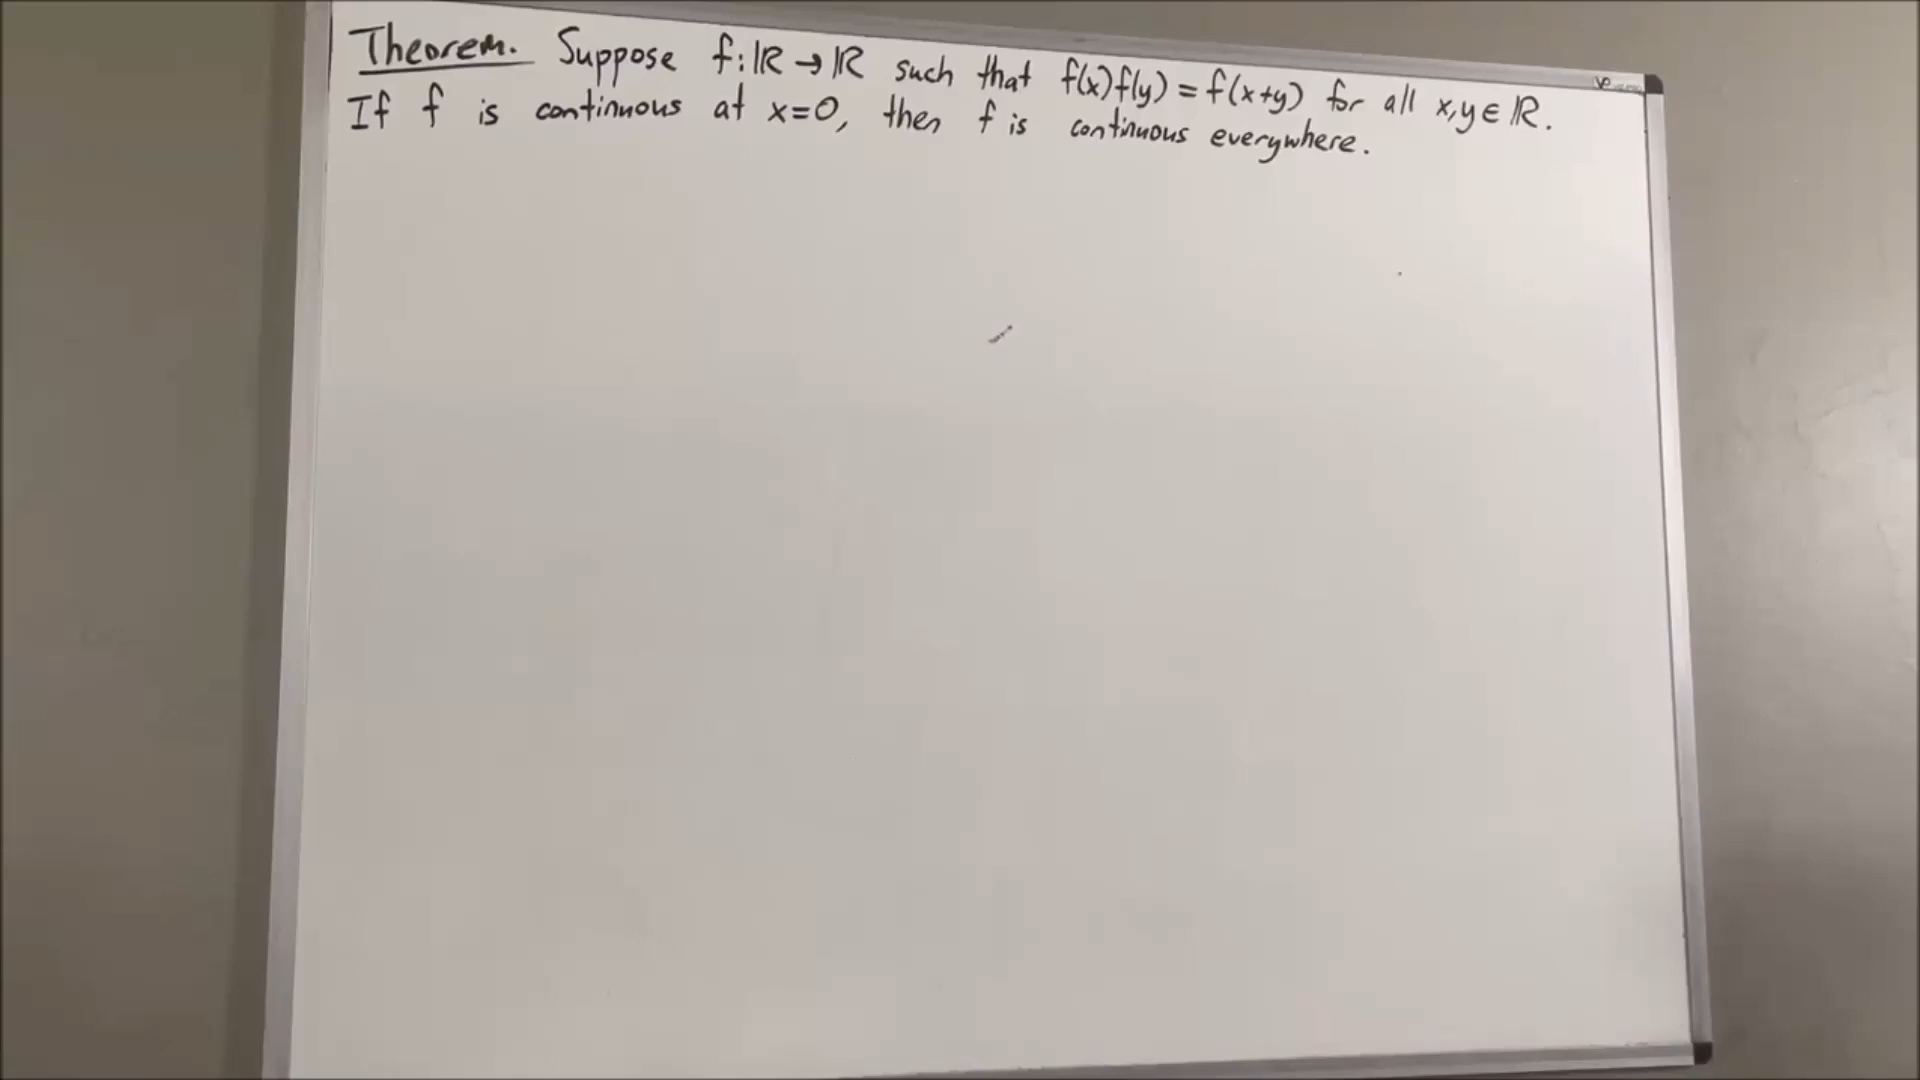 Theorem. Suppose f:ℝ→ℝ such that f(x)f(y)=f(x+y) for all x,y∈ℝ.
If f is continuous at x=0, then f is continuous everywhere.